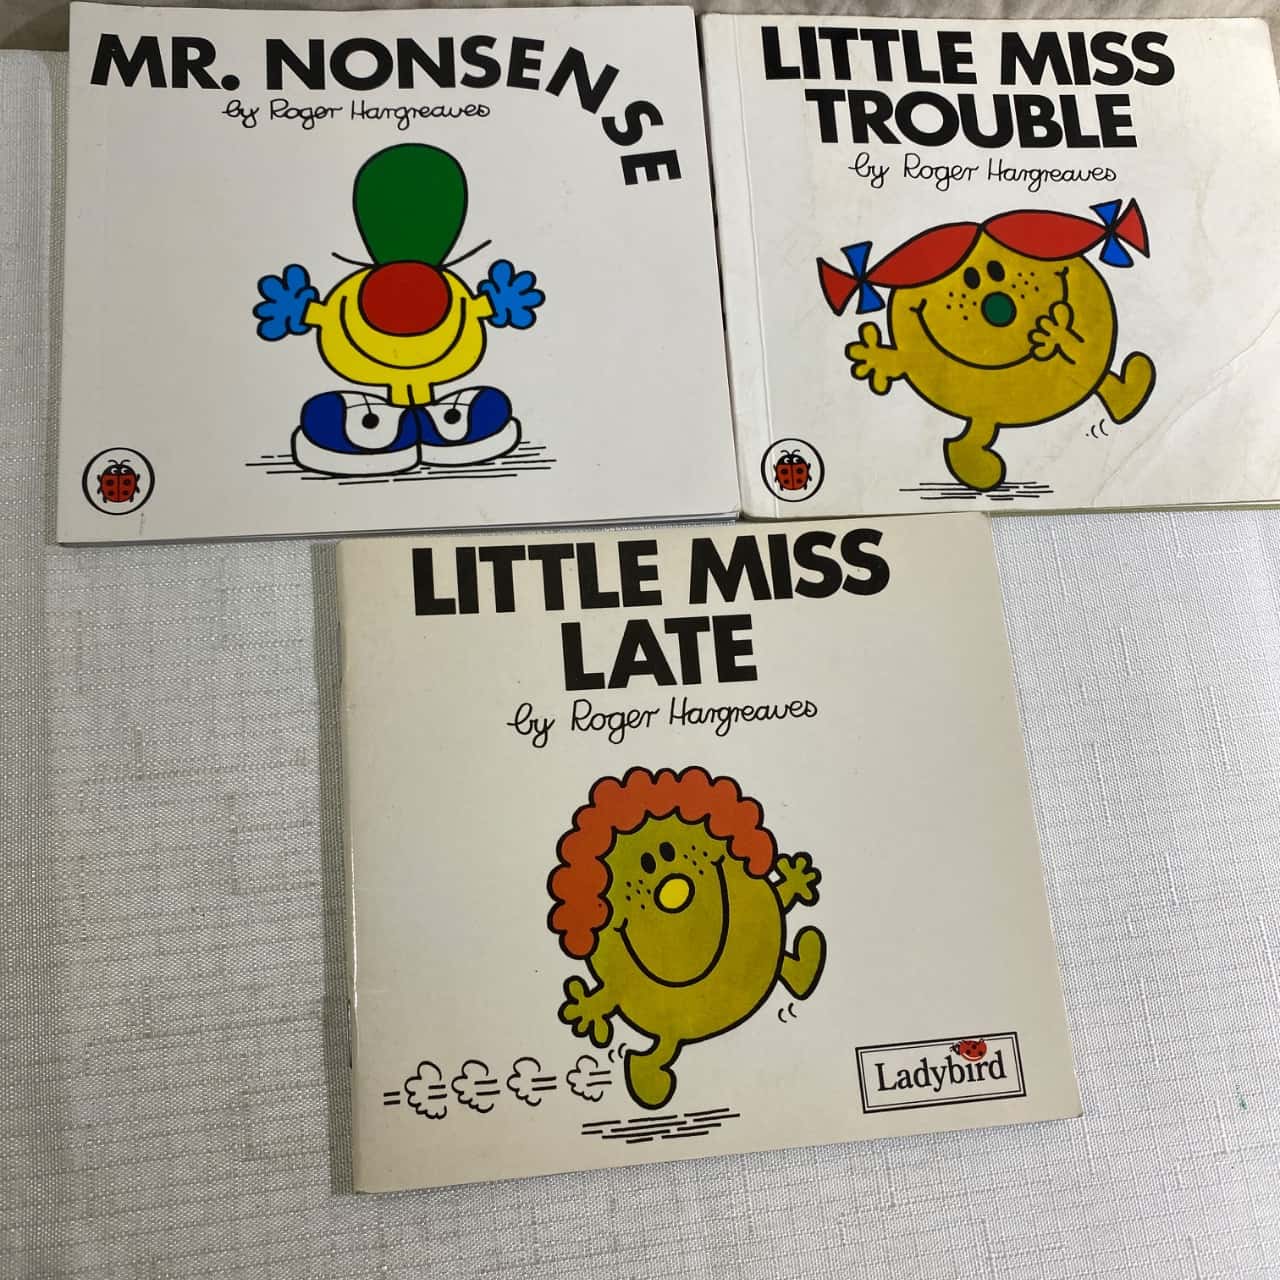 MR. NONSENSE
by Roger Hargreaves
LITTLE MISS
TROUBLE
by Roger Hargreaves
LITTLE MISS
LATE
by Roger Hargreaves
Ladybird